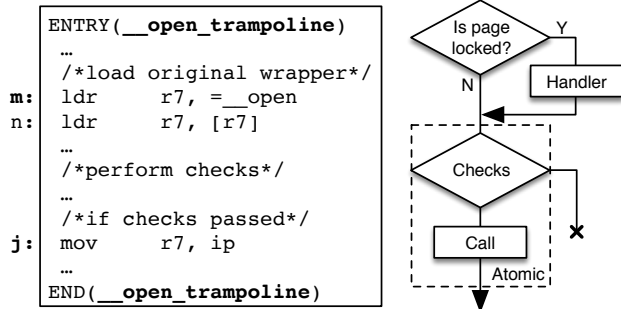 ENTRY(__open_trampoline)
…
/*load original wrapper*/
m: ldr r7, =__open
n: ldr r7, [r7]
…
/*perform checks*/
…
/*if checks passed*/
j: mov r7, ip
…
END(__open_trampoline)
Is page
locked?
Y
N
Handler
Checks
Call
Atomic